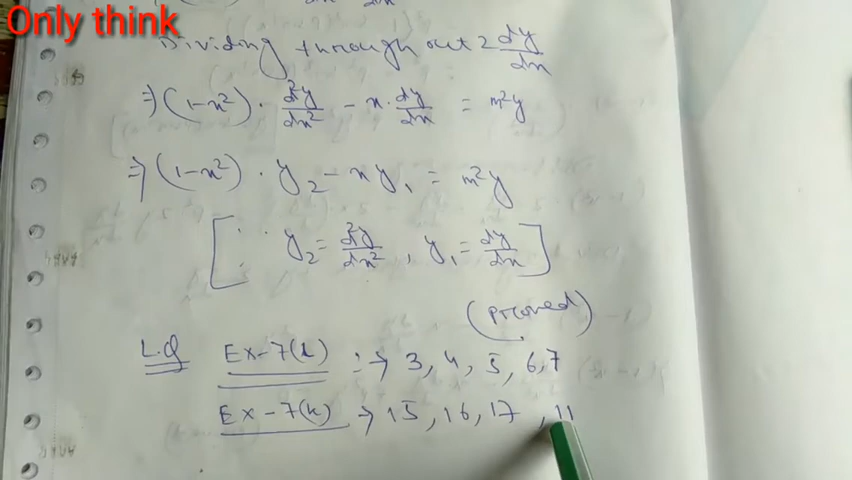 Only think
Dividing throughout 2 dy/dx
⇒ (1-x²) · d²y/dx² - x · dy/dx = m²y
⇒ (1-x²) · y₂ - xy₁ = m²y
[∵ y₂ = d²y/dx² , y₁ = dy/dx]
(Proved)
L.Q Ex-7(l) :→ 3, 4, 5, 6, 7
Ex-7(k) → 15, 16, 17, 11